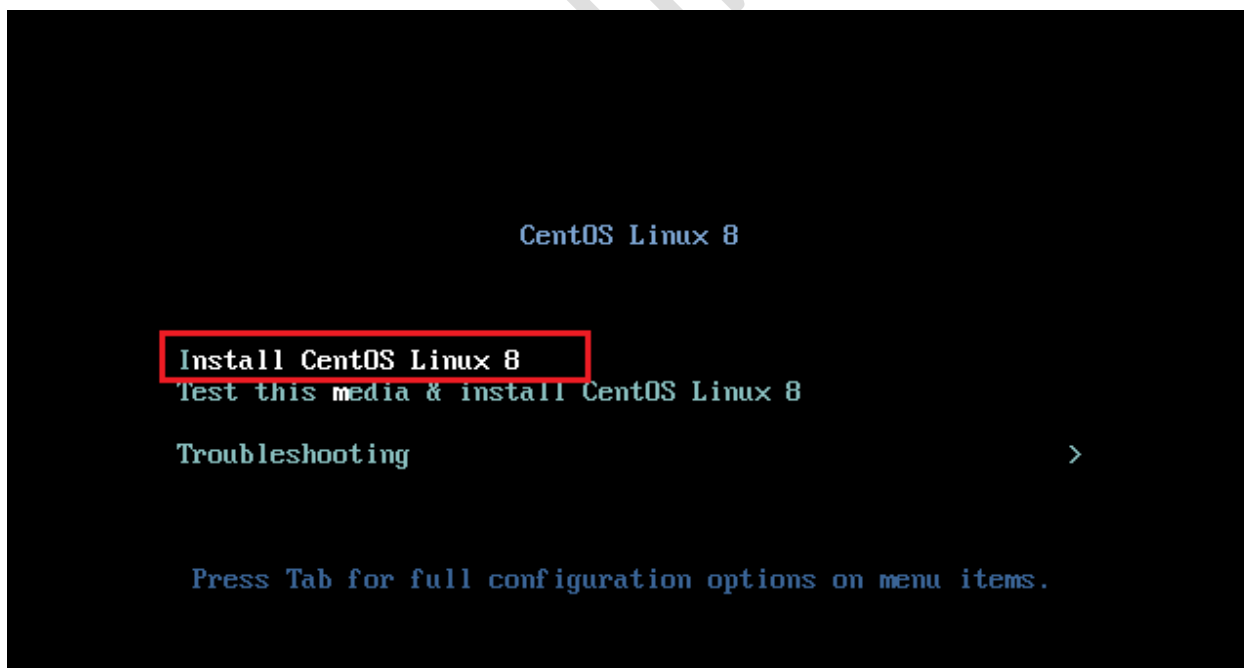 CentOS Linux 8
Install CentOS Linux 8
Test this media & install CentOS Linux 8
Troubleshooting >
Press Tab for full configuration options on menu items.